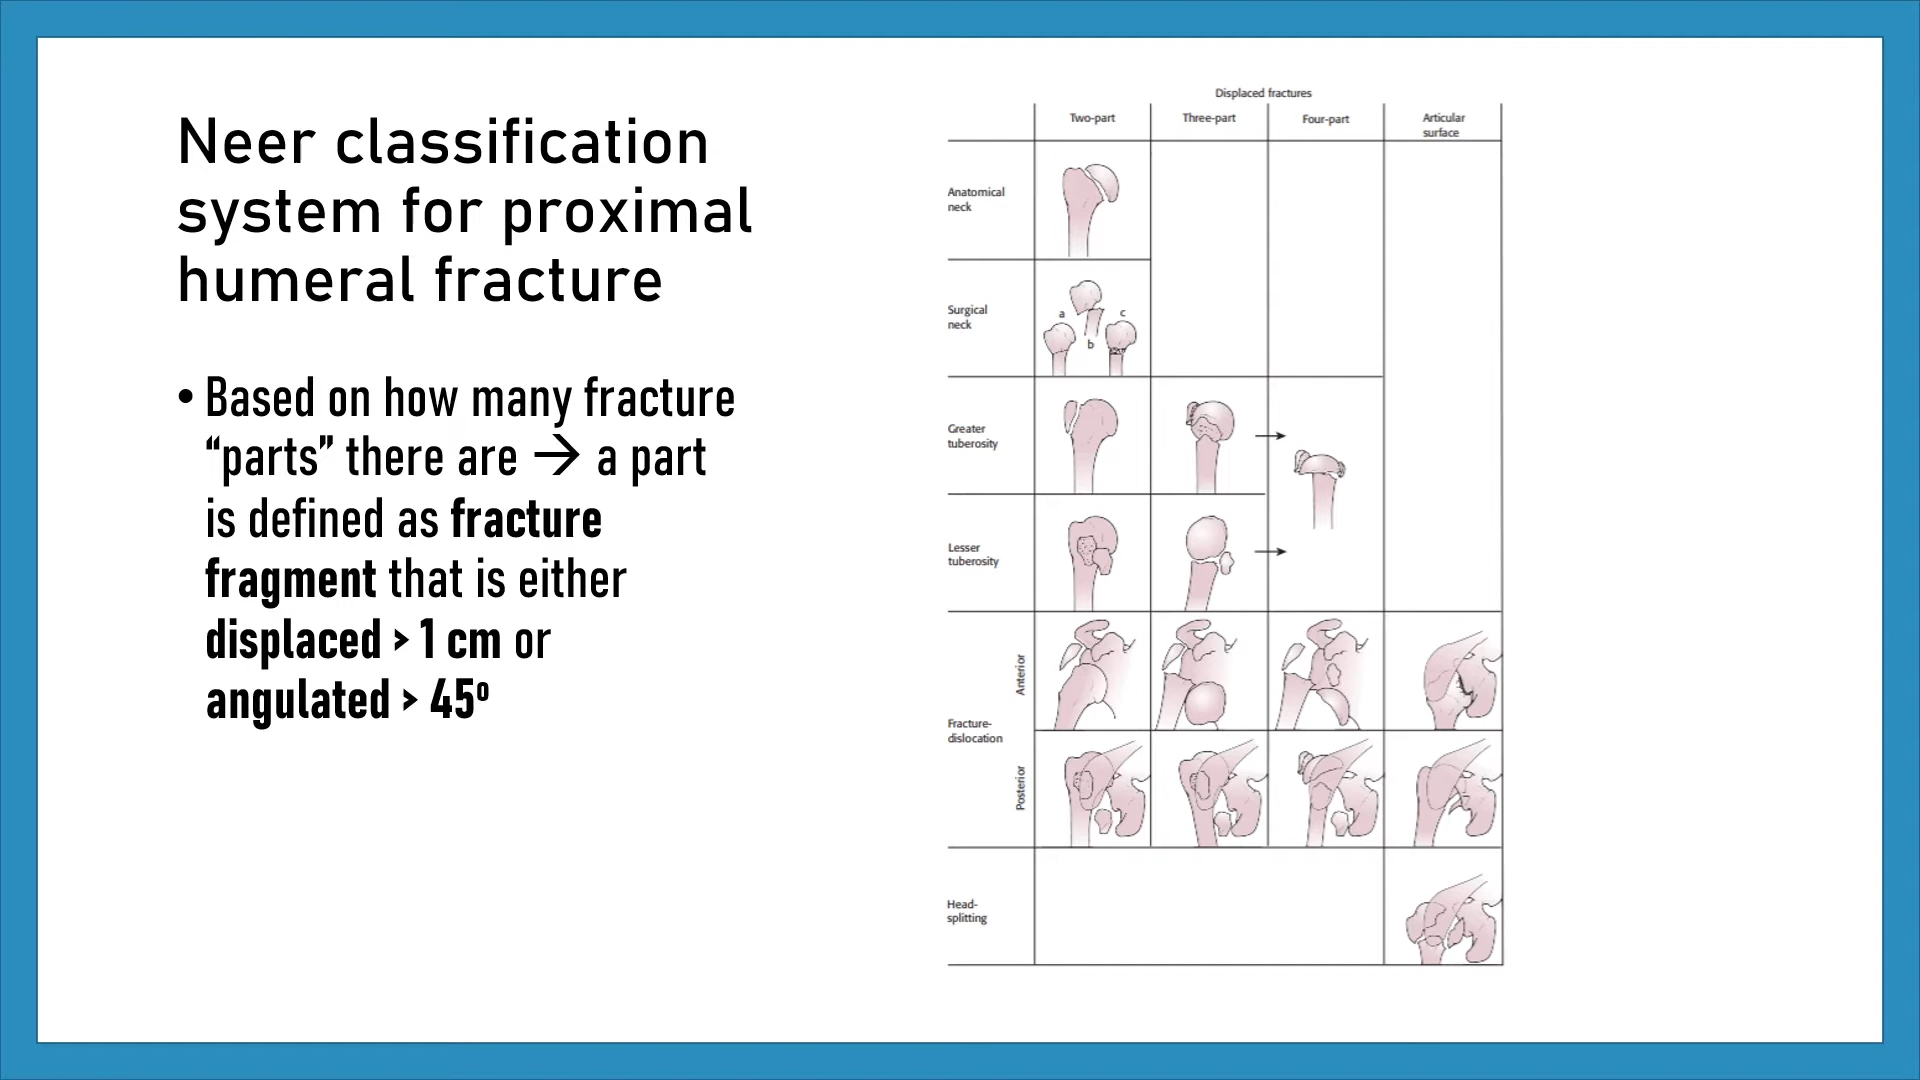 Neer classification
system for proximal
humeral fracture
• Based on how many fracture
“parts” there are → a part
is defined as fracture
fragment that is either
displaced > 1 cm or
angulated > 45º
Displaced fractures
Two-part Three-part Four-part Articular
surface
Anatomical
neck
Surgical
neck
a c
b
Greater
tuberosity
Lesser
tuberosity
Anterior
Fracture-
dislocation
Posterior
Head-
splitting